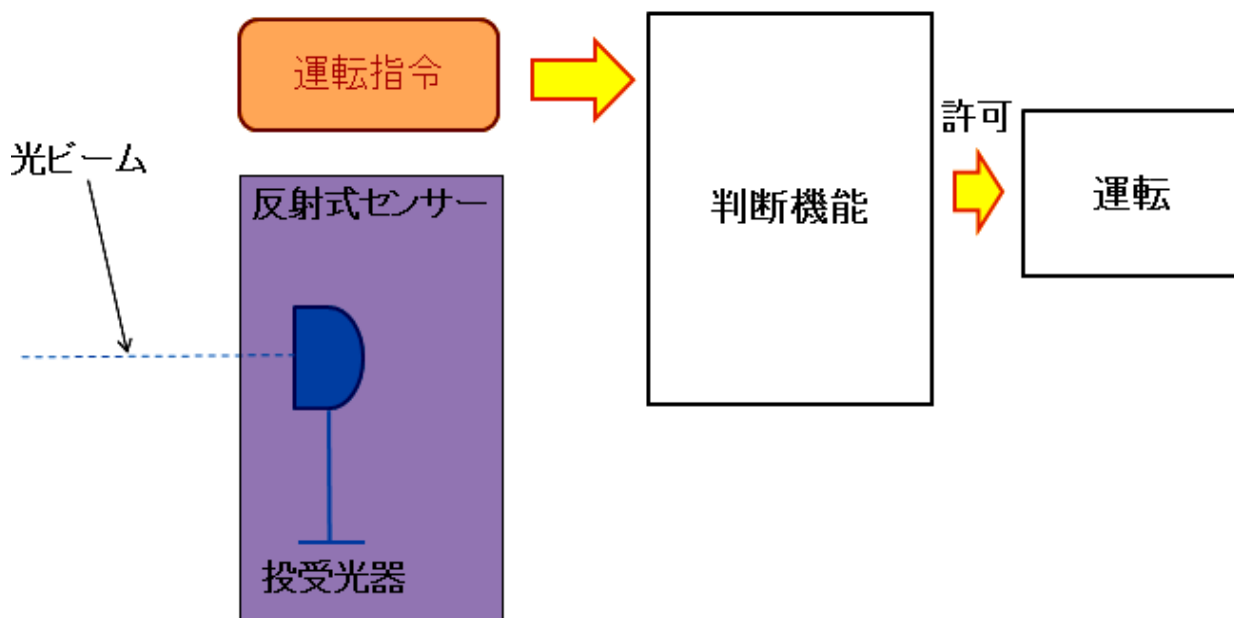 運転指令
許可
光ビーム
反射式センサー
判断機能
運転
投受光器